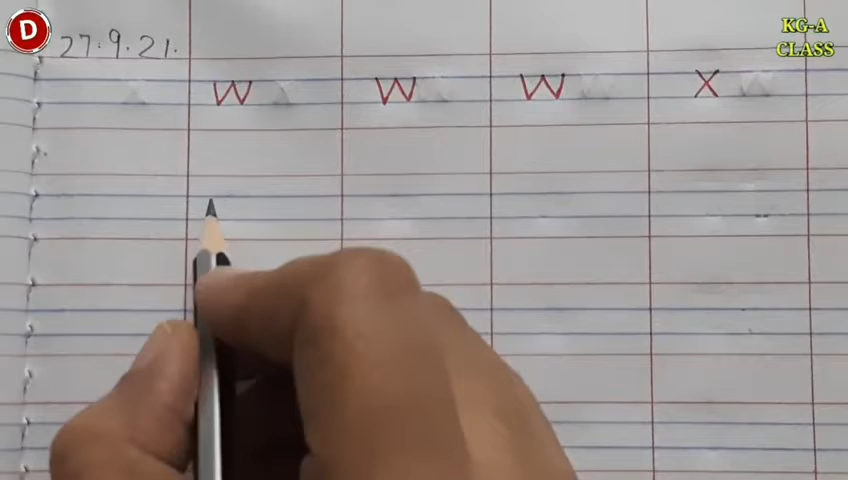 D
KG-A
CLASS
27.9.21.
w w w x